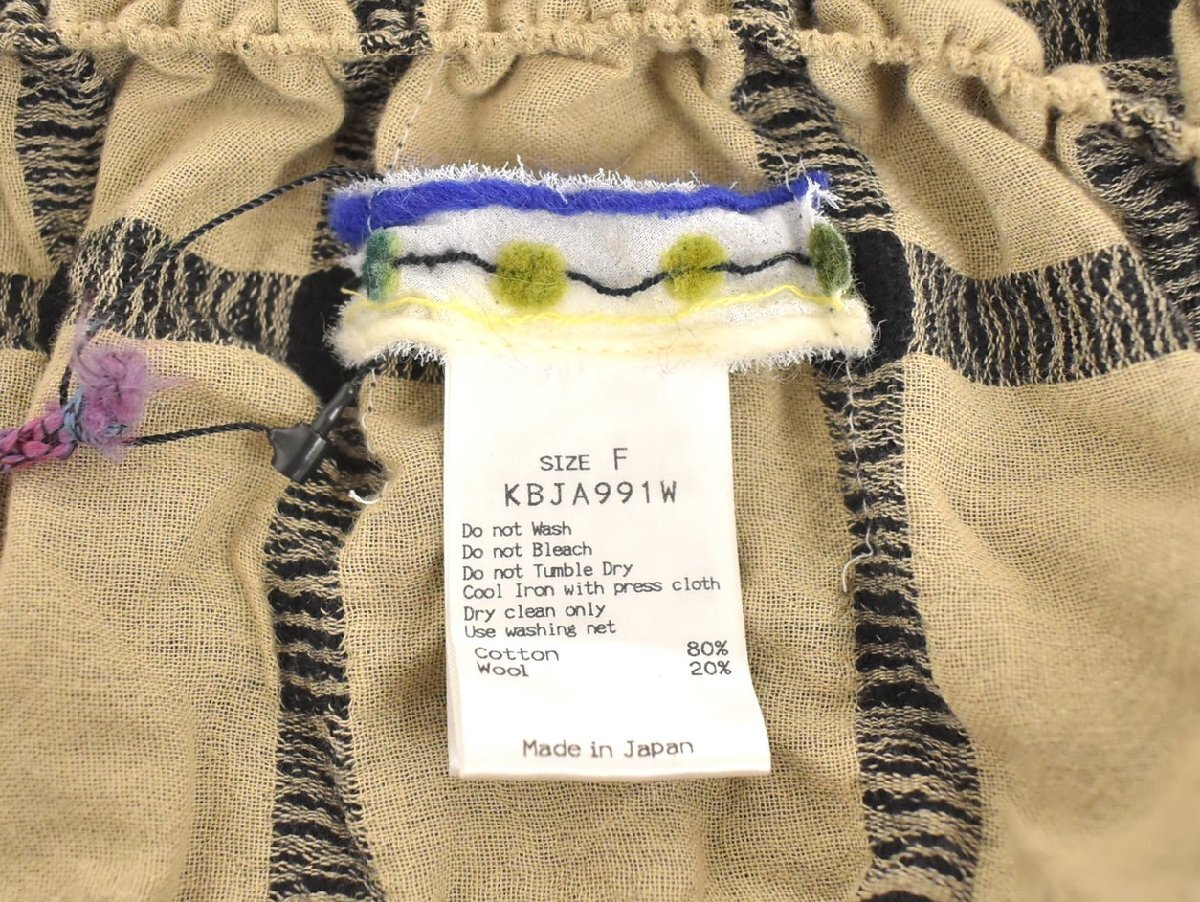 SIZE F
KBJA991W
Do not Wash
Do not Bleach
Do not Tumble Dry
Cool Iron with press cloth
Dry clean only
Use washing net
Cotton 80%
Wool 20%
Made in Japan